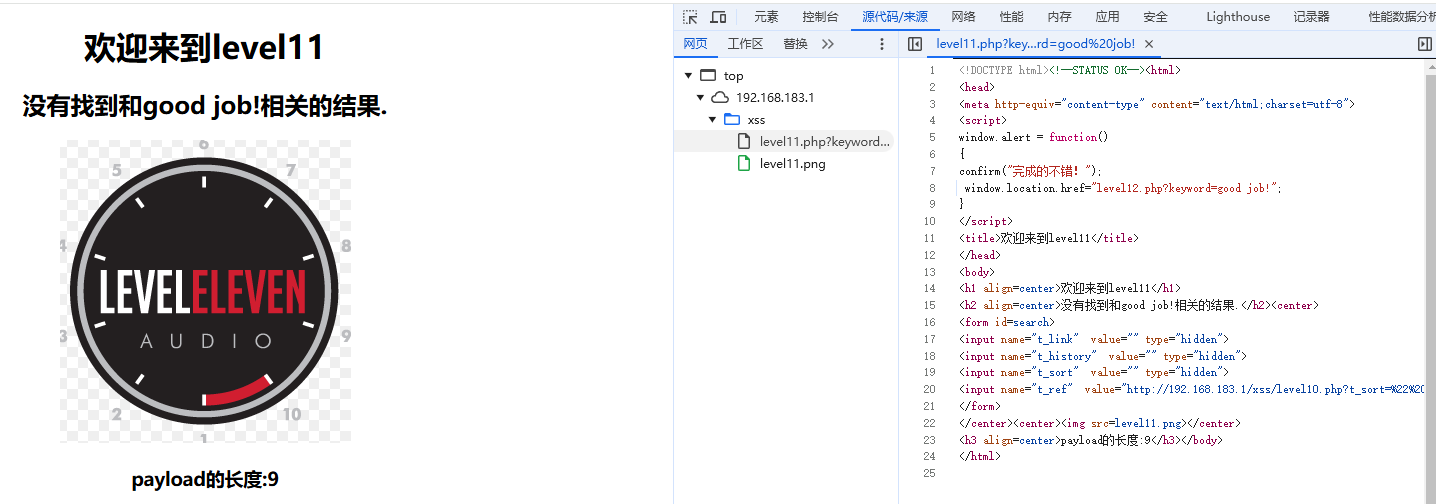 欢迎来到level11
没有找到和good job!相关的结果.
6
5
7
4
8
LEVELELEVEN
3
9
AUDIO
2
10
1
payload的长度:9
元素
控制台
源代码/来源
网络
性能
内存
应用
安全
Lighthouse
记录器
性能数据分析
网页
工作区
替换
level11.php?key...rd=good%20job!
top
192.168.183.1
xss
level11.php?keyword...
level11.png
1 <!DOCTYPE html><!--STATUS OK--><html>
2 <head>
3 <meta http-equiv="content-type" content="text/html;charset=utf-8">
4 <script>
5 window.alert = function()
6 {
7 confirm("完成的不错！");
8  window.location.href="level12.php?keyword=good job!";
9 }
10 </script>
11 <title>欢迎来到level11</title>
12 </head>
13 <body>
14 <h1 align=center>欢迎来到level11</h1>
15 <h2 align=center>没有找到和good job!相关的结果.</h2><center>
16 <form id=search>
17 <input name="t_link"  value="" type="hidden">
18 <input name="t_history"  value="" type="hidden">
19 <input name="t_sort"  value="" type="hidden">
20 <input name="t_ref"  value="http://192.168.183.1/xss/level10.php?t_sort=%22%20
21 </form>
22 </center><center><img src=level11.png></center>
23 <h3 align=center>payload的长度:9</h3></body>
24 </html>
25